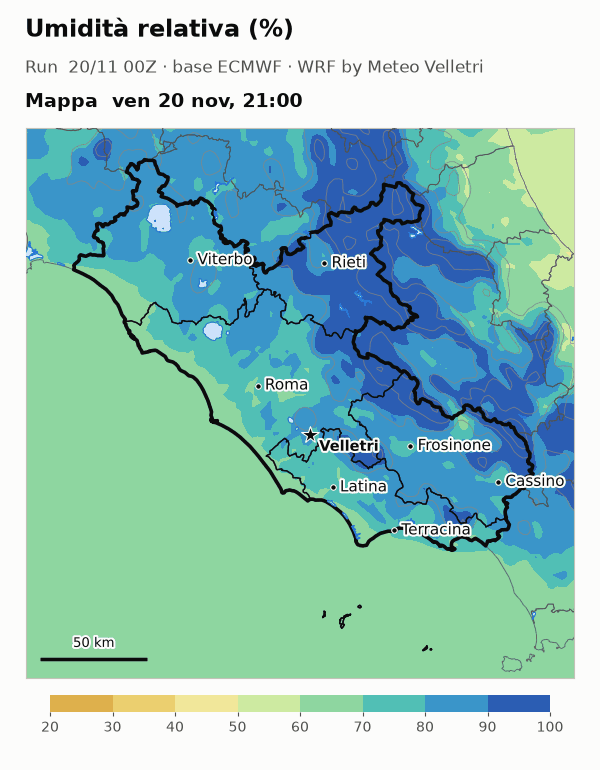 Umidità relativa (%)
Run  20/11 00Z · base ECMWF · WRF by Meteo Velletri
Mappa  ven 20 nov, 21:00
Viterbo
Rieti
Roma
Velletri
Frosinone
Cassino
Latina
Terracina
50 km
20 30 40 50 60 70 80 90 100